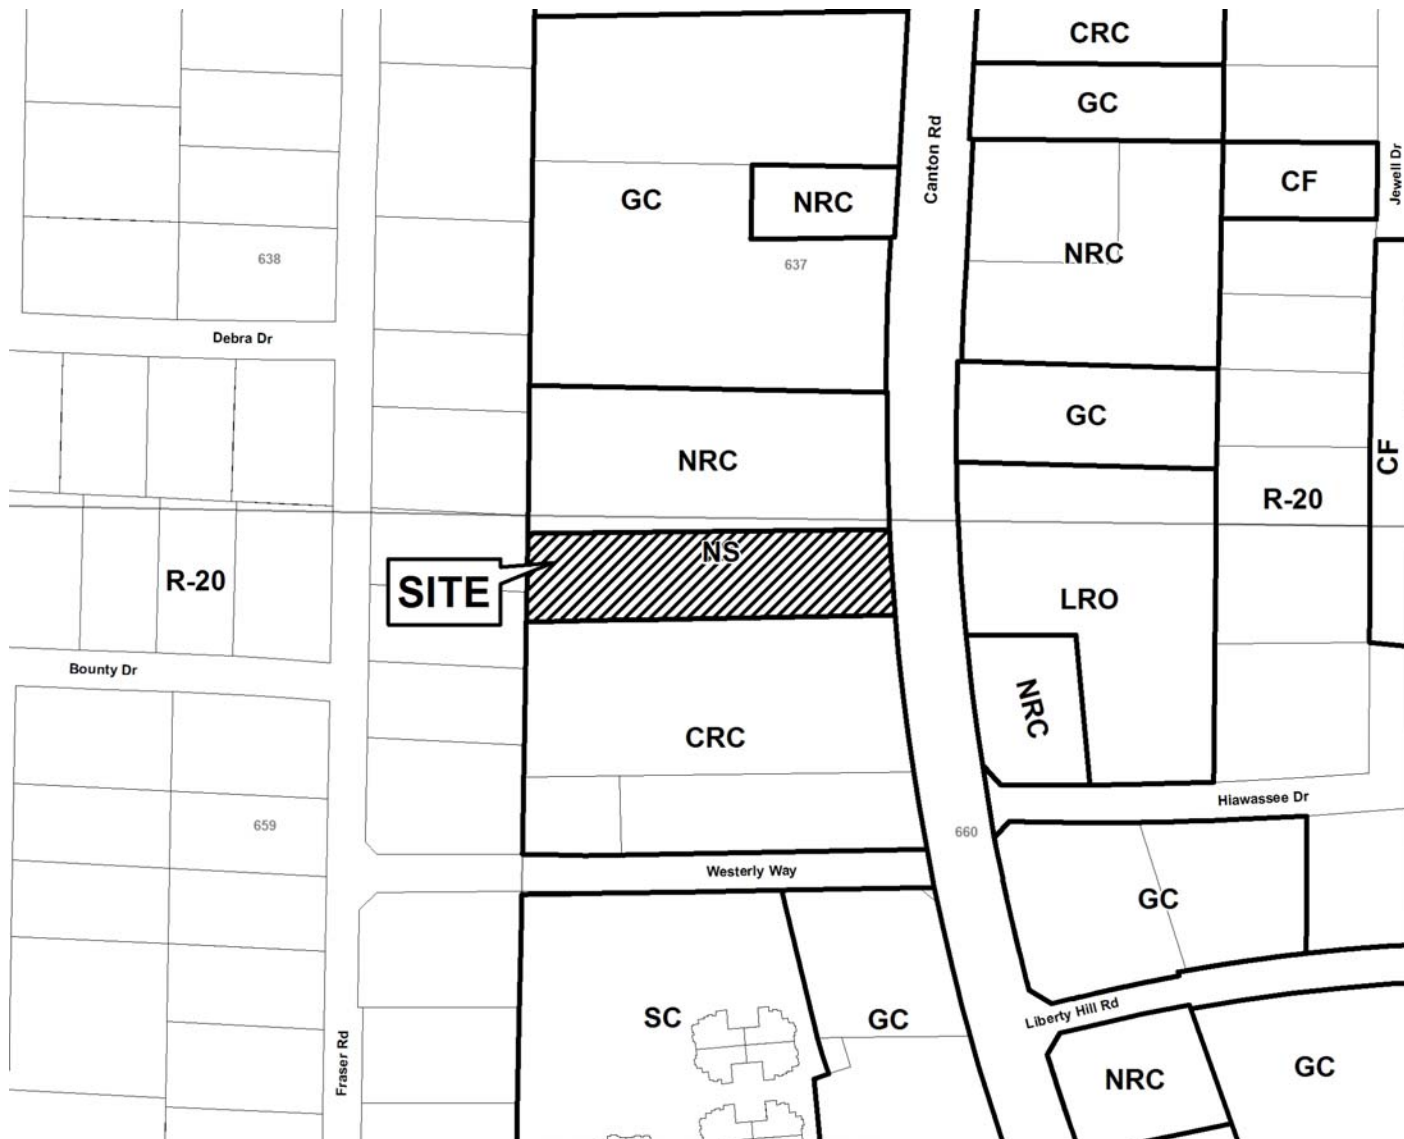 CRC
GC
Canton Rd
Jewell Dr
CF
GC
NRC
NRC
638
637
Debra Dr
GC
NRC
CF
R-20
NS
SITE
R-20
LRO
Bounty Dr
NRC
CRC
Hiawassee Dr
659
660
Westerly Way
GC
SC
GC
Liberty Hill Rd
Fraser Rd
NRC
GC